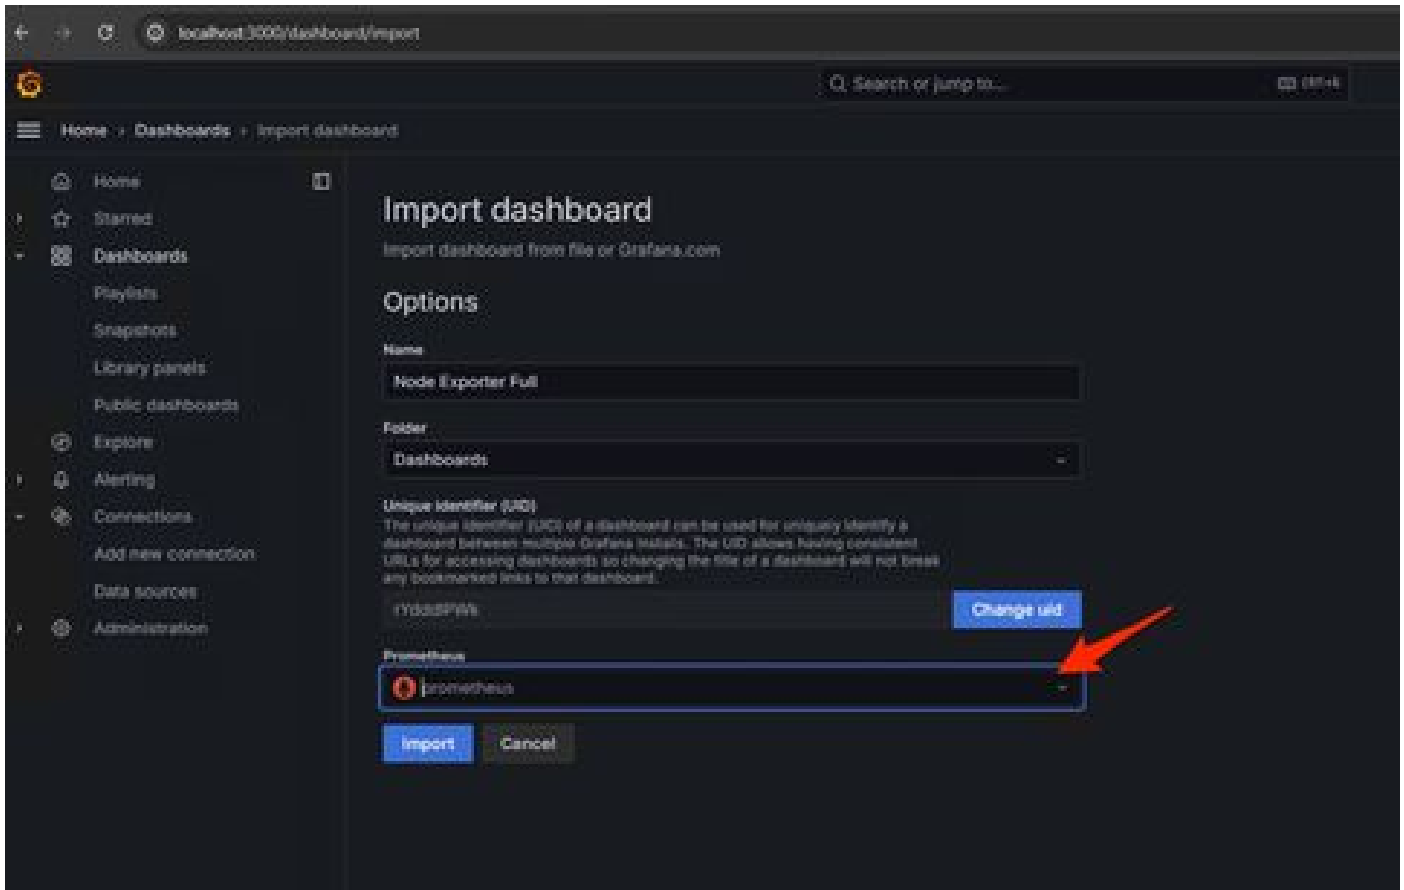 localhost:3000/dashboard/import
Search or jump to...
Home › Dashboards › Import dashboard
Home
Starred
Dashboards
Playlists
Snapshots
Library panels
Public dashboards
Explore
Alerting
Connections
Add new connection
Data sources
Administration
Import dashboard
Import dashboard from file or Grafana.com
Options
Name
Node Exporter Full
Folder
Dashboards
Unique identifier (UID)
The unique identifier (UID) of a dashboard can be used for uniquely identify a
dashboard between multiple Grafana installs. The UID allows having consistent
URLs for accessing dashboards so changing the title of a dashboard will not break
any bookmarked links to that dashboard.
Change uid
Prometheus
prometheus
Import Cancel